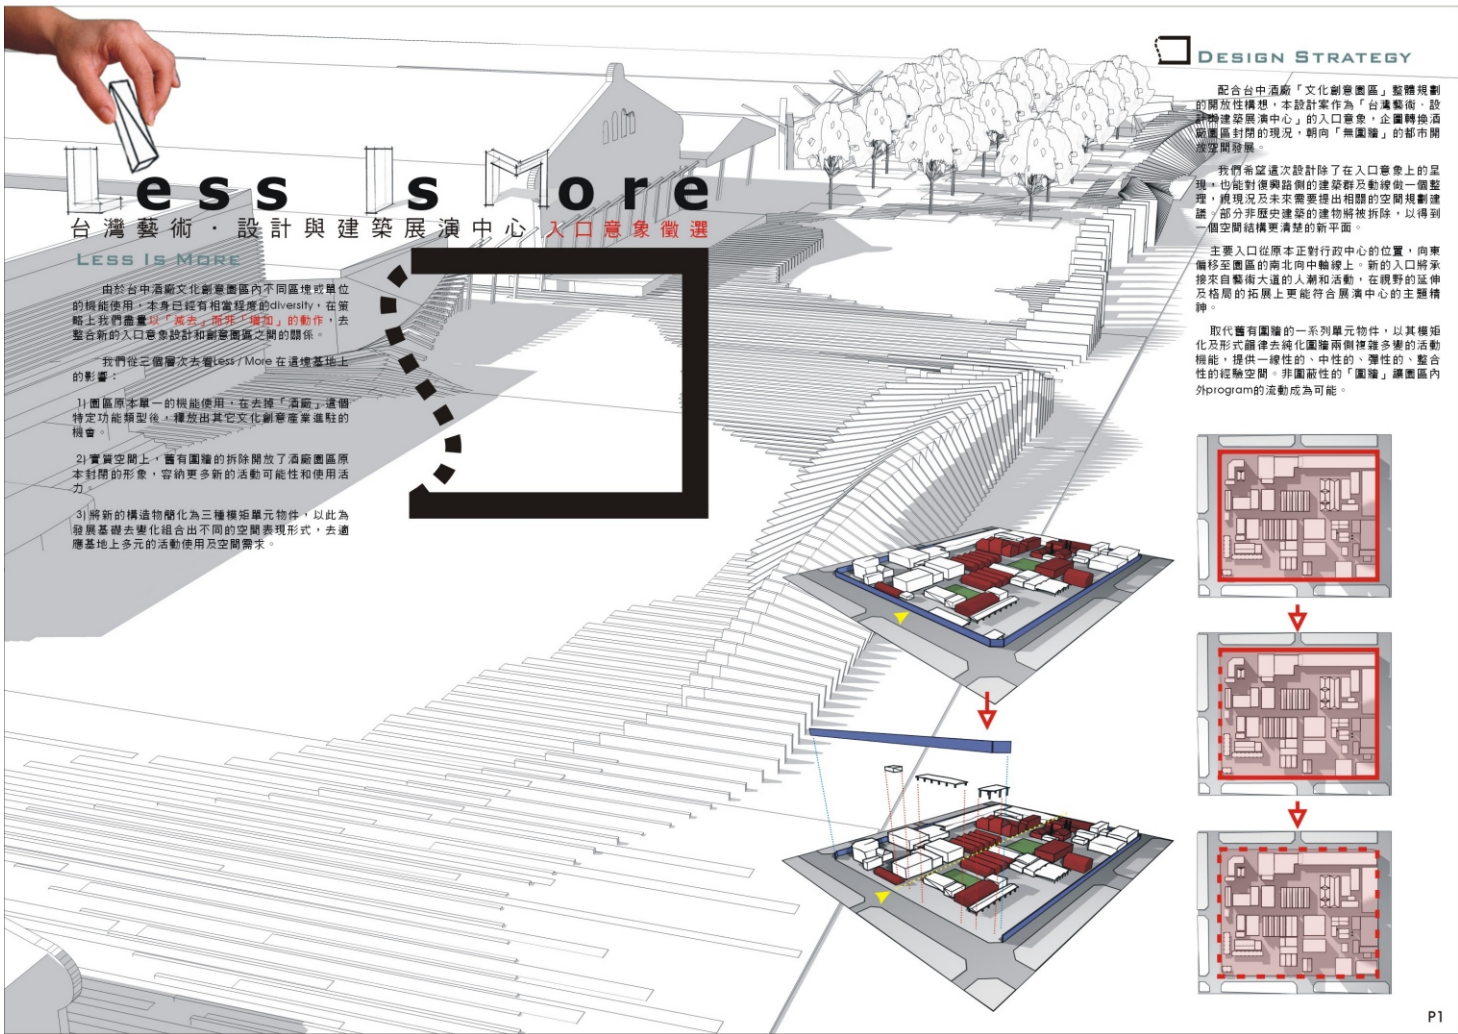 Less Is More
台灣藝術．設計與建築展演中心 入口意象徵選
LESS IS MORE
由於台中酒廠文化創意園區內不同區塊或單位
的機能使用，本身已經有相當程度的diversity，在策
略上我們盡量以「減去」而非「增加」的動作，去
整合新的入口意象設計和創意園區之間的關係。
我們從三個層次去看Less / More 在這塊基地上
的影響：
1) 園區原本單一的機能使用，在去掉「酒廠」這個
特定功能類型後，釋放出其它文化創意產業進駐的
機會。
2) 實質空間上，舊有圍牆的拆除開放了酒廠園區原
本封閉的形象，容納更多新的活動可能性和使用活
力。
3) 將新的構造物簡化為三種模矩單元物件，以此為
發展基礎去變化組合出不同的空間表現形式，去適
應基地上多元的活動使用及空間需求。
DESIGN STRATEGY
配合台中酒廠「文化創意園區」整體規劃
的開放性構想，本設計案作為「台灣藝術．設
計與建築展演中心」的入口意象，企圖轉換酒
廠園區封閉的現況，朝向「無圍牆」的都市開
放空間發展。
我們希望這次設計除了在入口意象上的呈
現，也能對復興路側的建築群及動線做一個整
理，視現況及未來需要提出相關的空間規劃建
議。部分非歷史建築的建物將被拆除，以得到
一個空間結構更清楚的新平面。
主要入口從原本正對行政中心的位置，向東
偏移至園區的南北向中軸線上。新的入口將承
接來自藝術大道的人潮和活動，在視野的延伸
及格局的拓展上更能符合展演中心的主題精
神。
取代舊有圍牆的一系列單元物件，以其模矩
化及形式韻律去純化圍牆兩側複雜多變的活動
機能，提供一線性的、中性的、彈性的、整合
性的經驗空間。非圍蔽性的「圍牆」讓園區內
外program的流動成為可能。
P1